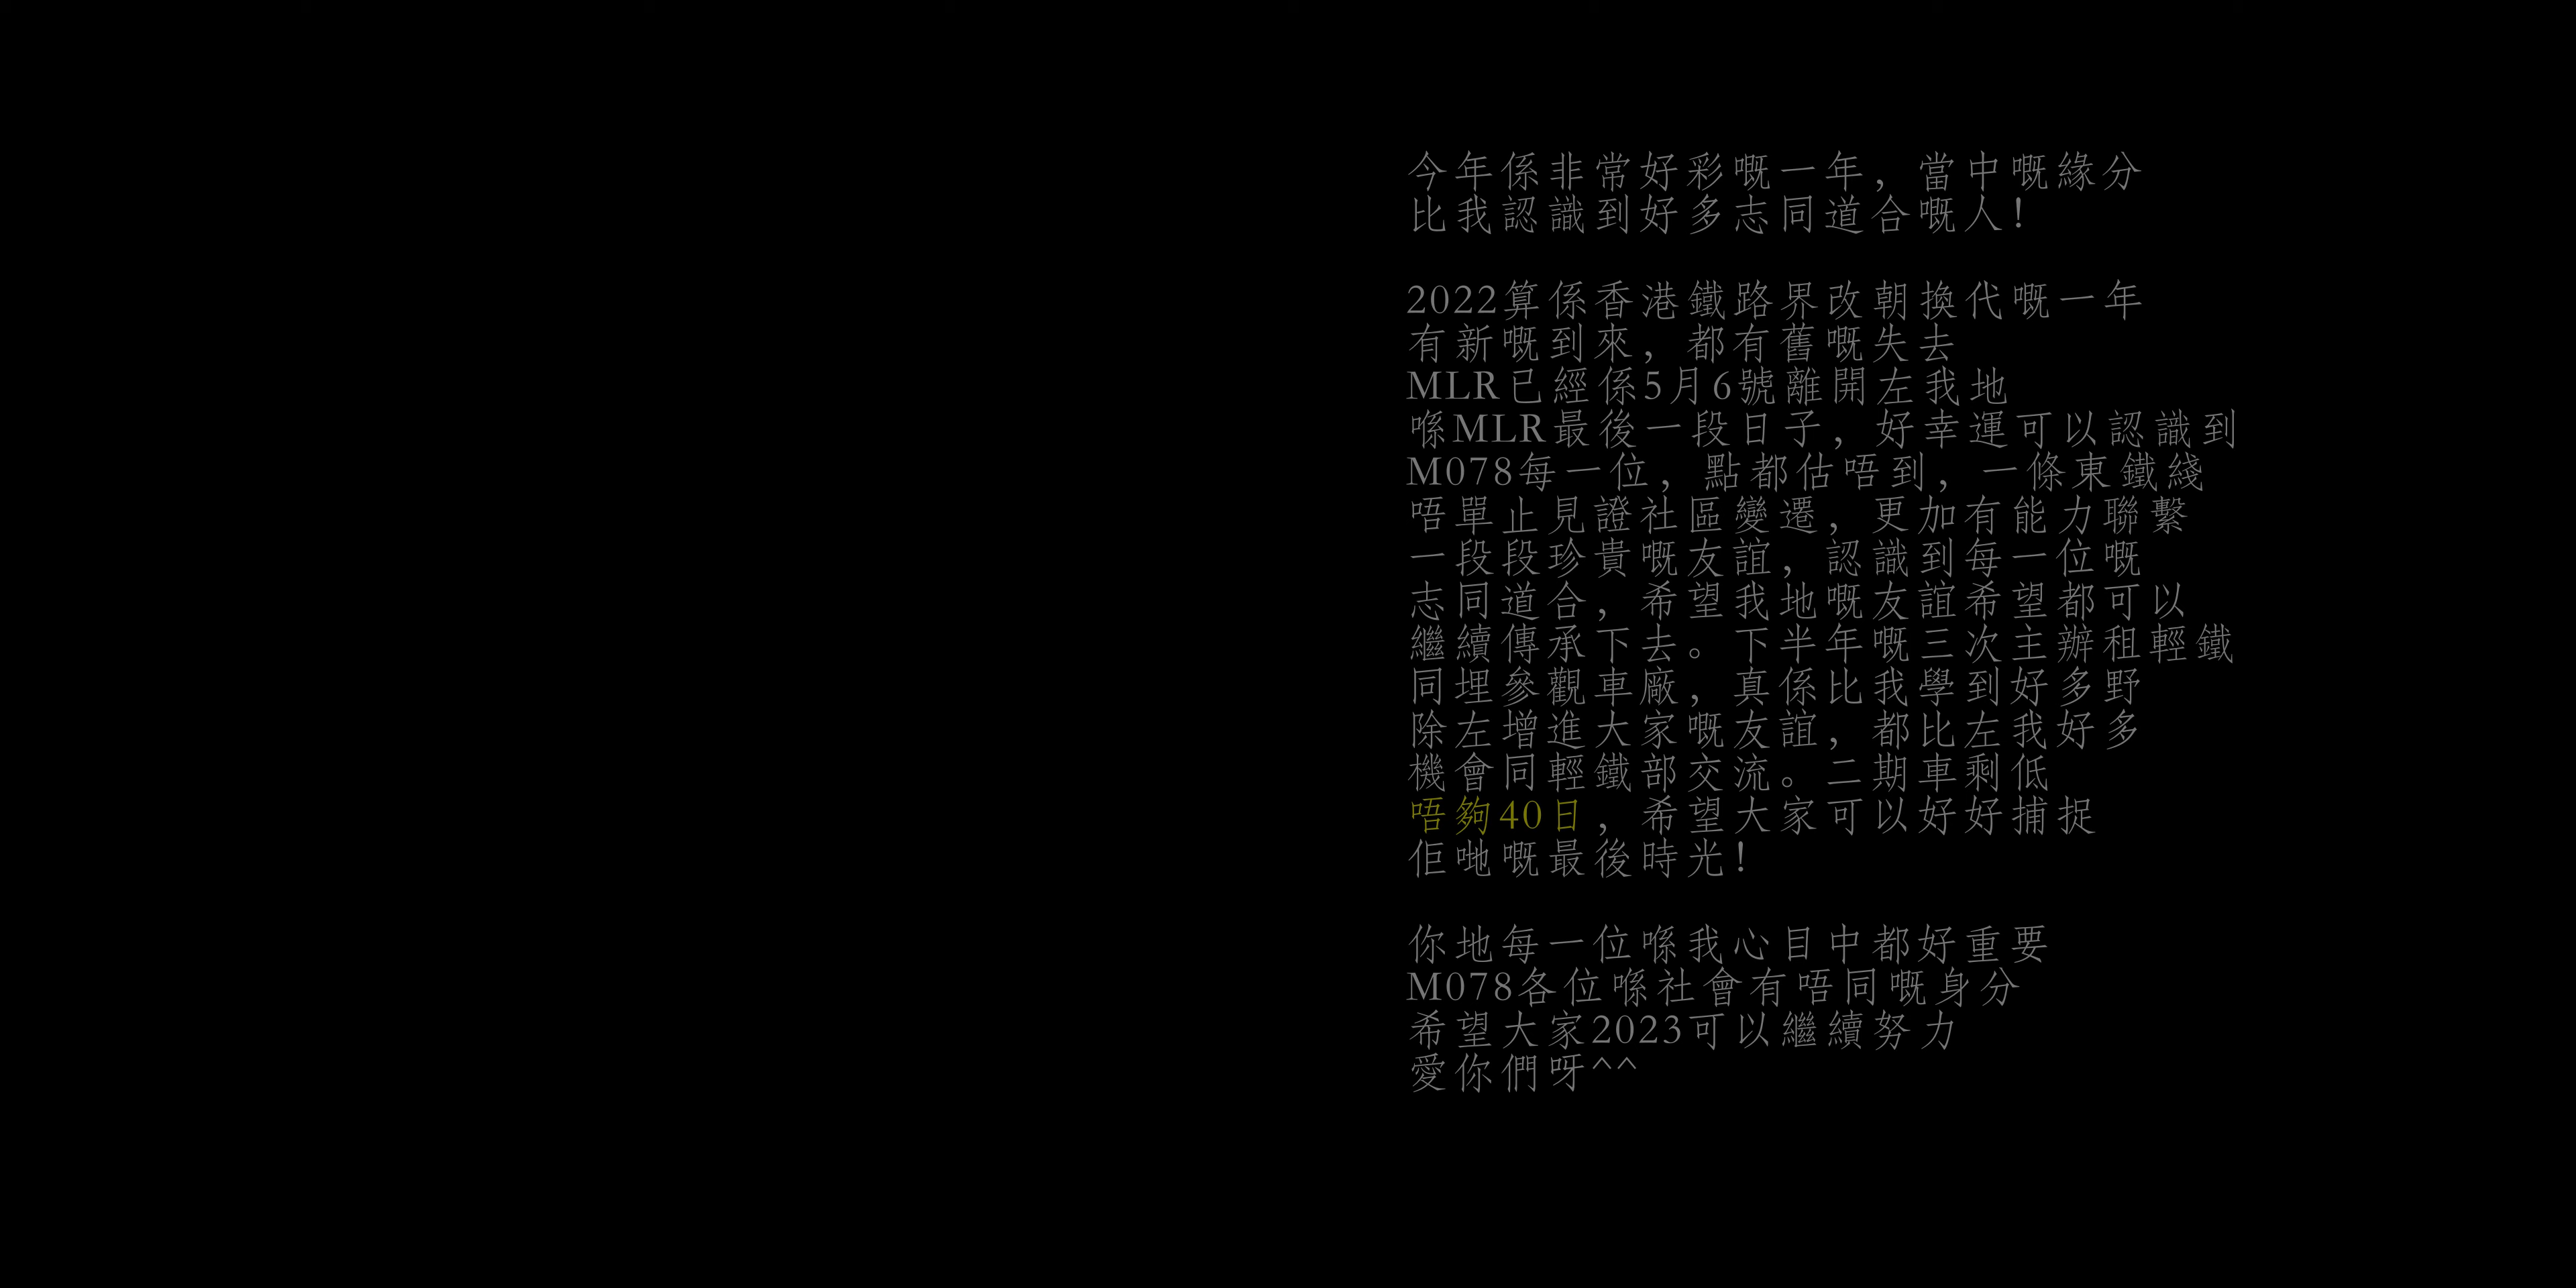 今年係非常好彩嘅一年，當中嘅緣分
比我認識到好多志同道合嘅人!
2022算係香港鐵路界改朝換代嘅一年
有新嘅到來，都有舊嘅失去
MLR已經係5月6號離開左我地
喺MLR最後一段日子，好幸運可以認識到
M078每一位，點都估唔到，一條東鐵綫
唔單止見證社區變遷，更加有能力聯繫
一段段珍貴嘅友誼，認識到每一位嘅
志同道合，希望我地嘅友誼希望都可以
繼續傳承下去。下半年嘅三次主辦租輕鐵
同埋參觀車廠，真係比我學到好多野
除左增進大家嘅友誼，都比左我好多
機會同輕鐵部交流。二期車剩低
唔夠40日，希望大家可以好好捕捉
佢哋嘅最後時光!
你地每一位喺我心目中都好重要
M078各位喺社會有唔同嘅身分
希望大家2023可以繼續努力
愛你們呀^^